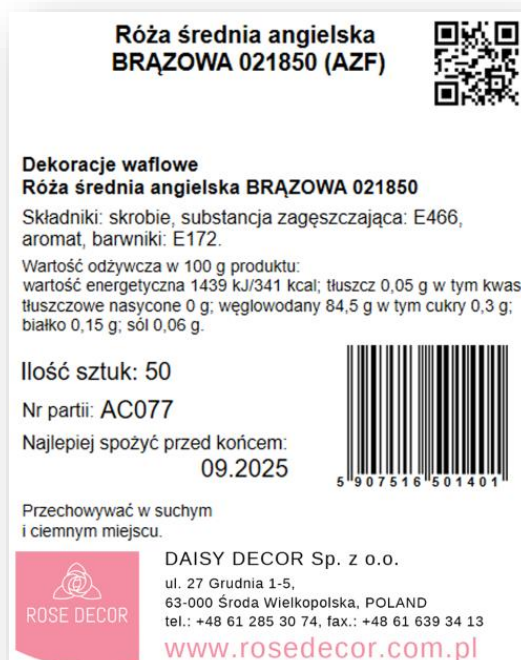 Róża średnia angielska
BRĄZOWA 021850 (AZF)
Dekoracje waflowe
Róża średnia angielska BRĄZOWA 021850
Składniki: skrobie, substancja zagęszczająca: E466,
aromat, barwniki: E172.
Wartość odżywcza w 100 g produktu:
wartość energetyczna 1439 kJ/341 kcal; tłuszcz 0,05 g w tym kwas
tłuszczowe nasycone 0 g; węglowodany 84,5 g w tym cukry 0,3 g;
białko 0,15 g; sól 0,06 g.
Ilość sztuk: 50
Nr partii: AC077
Najlepiej spożyć przed końcem:
09.2025
5 907516 501401
Przechowywać w suchym
i ciemnym miejscu.
ROSE DECOR
DAISY DECOR Sp. z o.o.
ul. 27 Grudnia 1-5,
63-000 Środa Wielkopolska, POLAND
tel.: +48 61 285 30 74, fax.: +48 61 639 34 13
www.rosedecor.com.pl